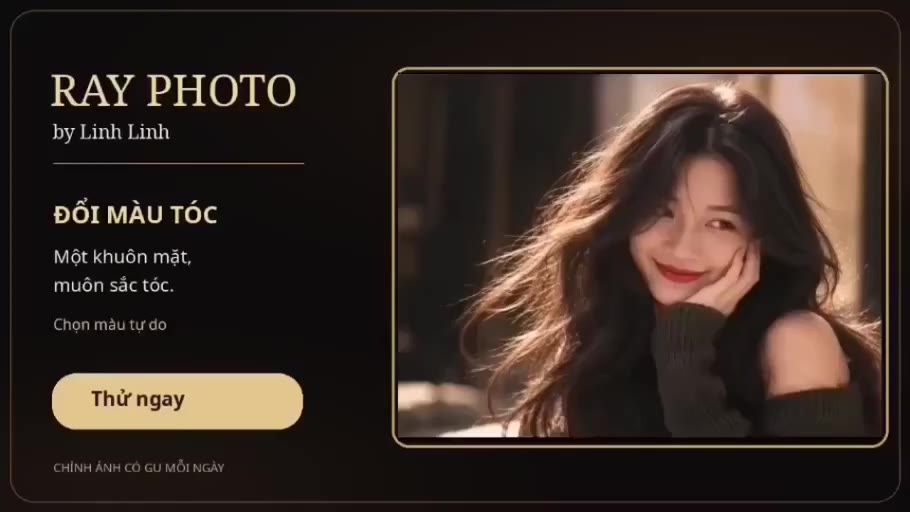 RAY PHOTO
by Linh Linh
ĐỔI MÀU TÓC
Một khuôn mặt,
muôn sắc tóc.
Chọn màu tự do
Thử ngay
CHỈNH ẢNH CÓ GU MỖI NGÀY